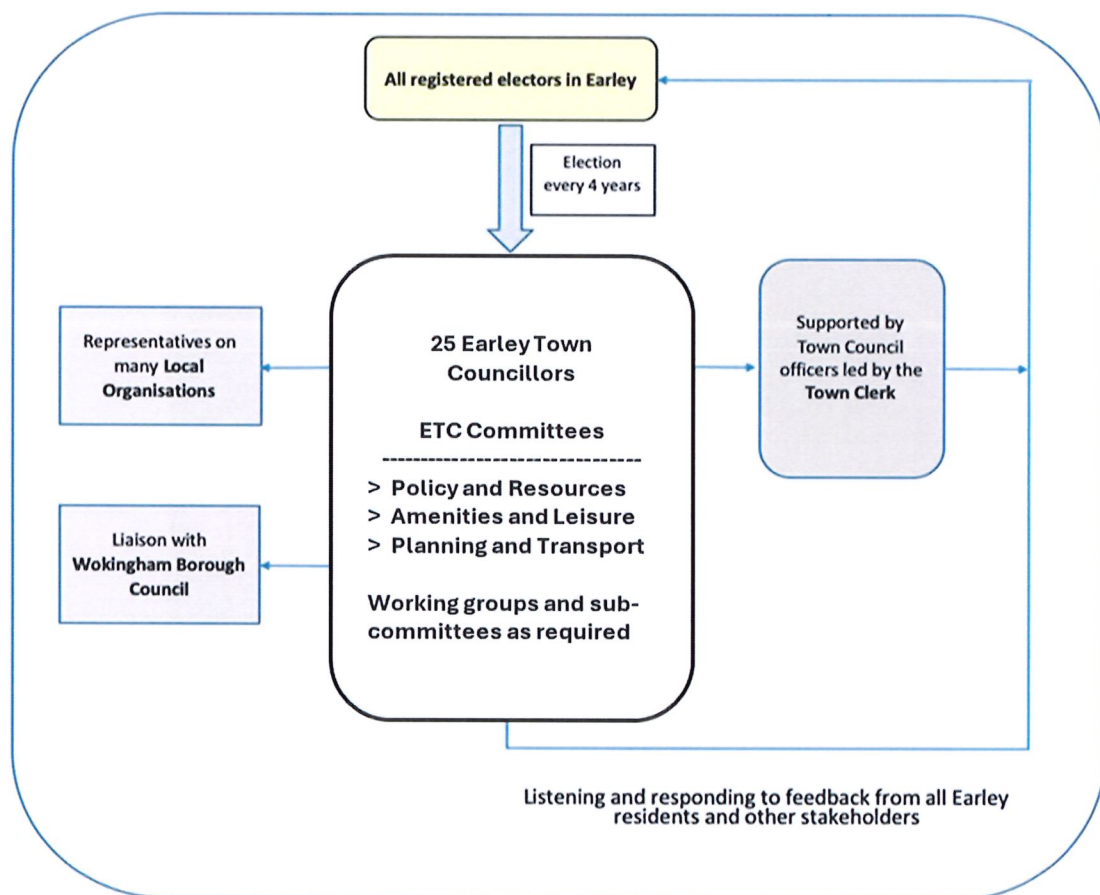 All registered electors in Earley
Election
every 4 years
Representatives on
many Local
Organisations
25 Earley Town
Councillors
ETC Committees
--------------------------------
> Policy and Resources
> Amenities and Leisure
> Planning and Transport
Working groups and sub-
committees as required
Supported by
Town Council
officers led by the
Town Clerk
Liaison with
Wokingham Borough
Council
Listening and responding to feedback from all Earley
residents and other stakeholders